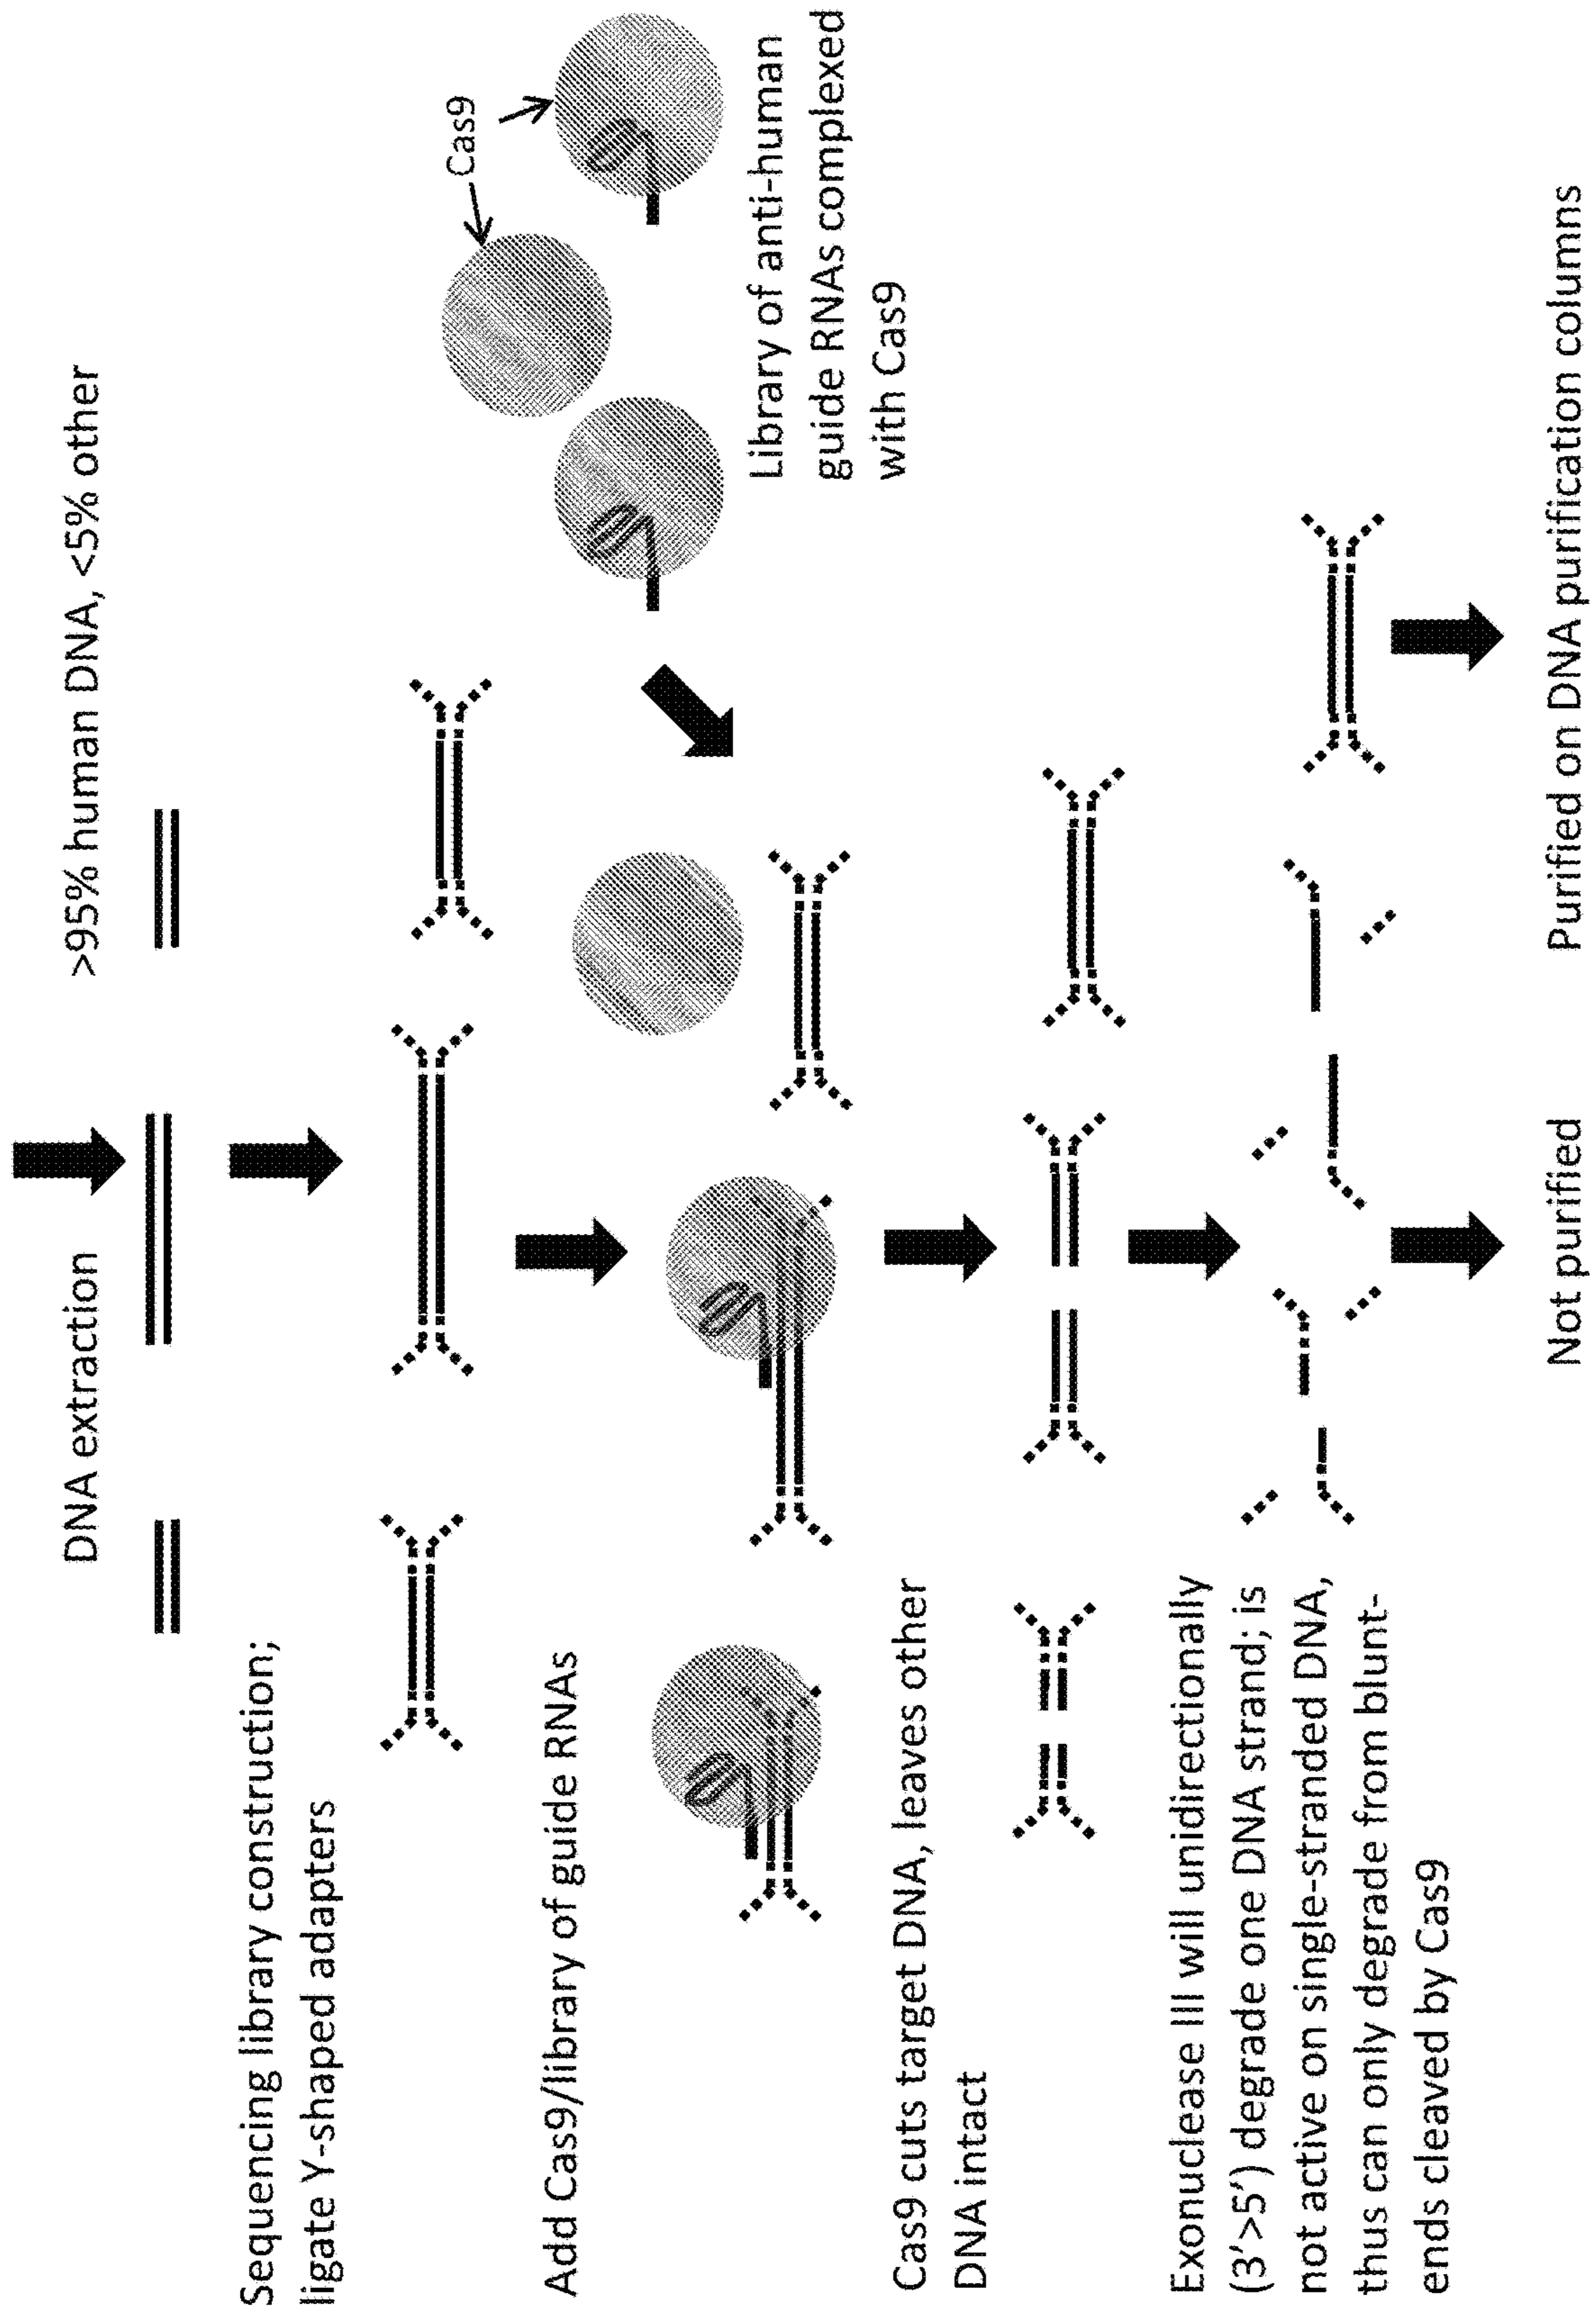 DNA extraction
>95% human DNA, <5% other
Sequencing library construction;
ligate Y-shaped adapters
Cas9
Add Cas9/library of guide RNAs
Library of anti-human
guide RNAs complexed
with Cas9
Cas9 cuts target DNA, leaves other
DNA intact
Exonuclease III will unidirectionally
(3'>5') degrade one DNA strand; is
not active on single-stranded DNA,
thus can only degrade from blunt-
ends cleaved by Cas9
Not purified
Purified on DNA purification columns